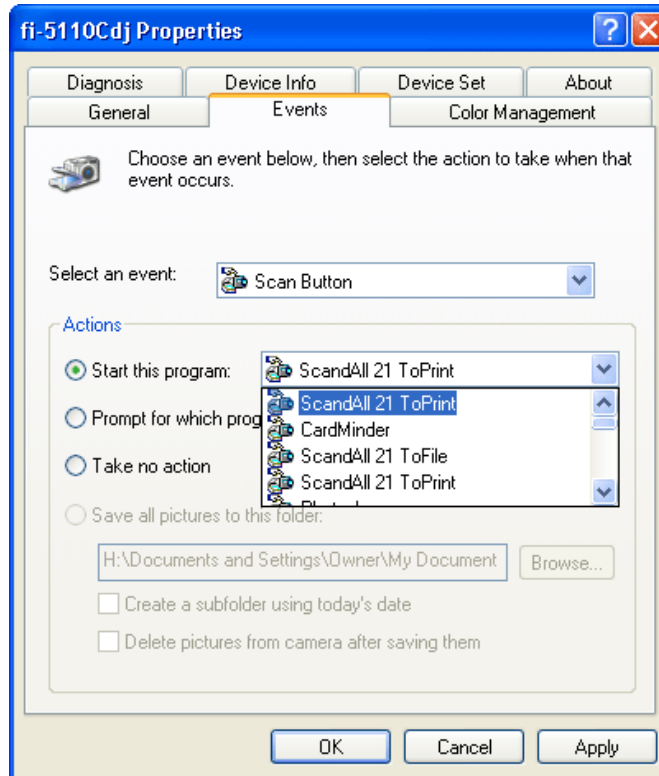 fi-5110Cdj Properties
Diagnosis Device Info Device Set About
General Events Color Management
Choose an event below, then select the action to take when that
event occurs.
Select an event: Scan Button
Actions
Start this program: ScandAll 21 ToPrint
ScandAll 21 ToPrint
Prompt for which prog
CardMinder
ScandAll 21 ToFile
Take no action
ScandAll 21 ToPrint
Save all pictures to this folder:
H:\Documents and Settings\Owner\My Document Browse...
Create a subfolder using today's date
Delete pictures from camera after saving them
OK Cancel Apply